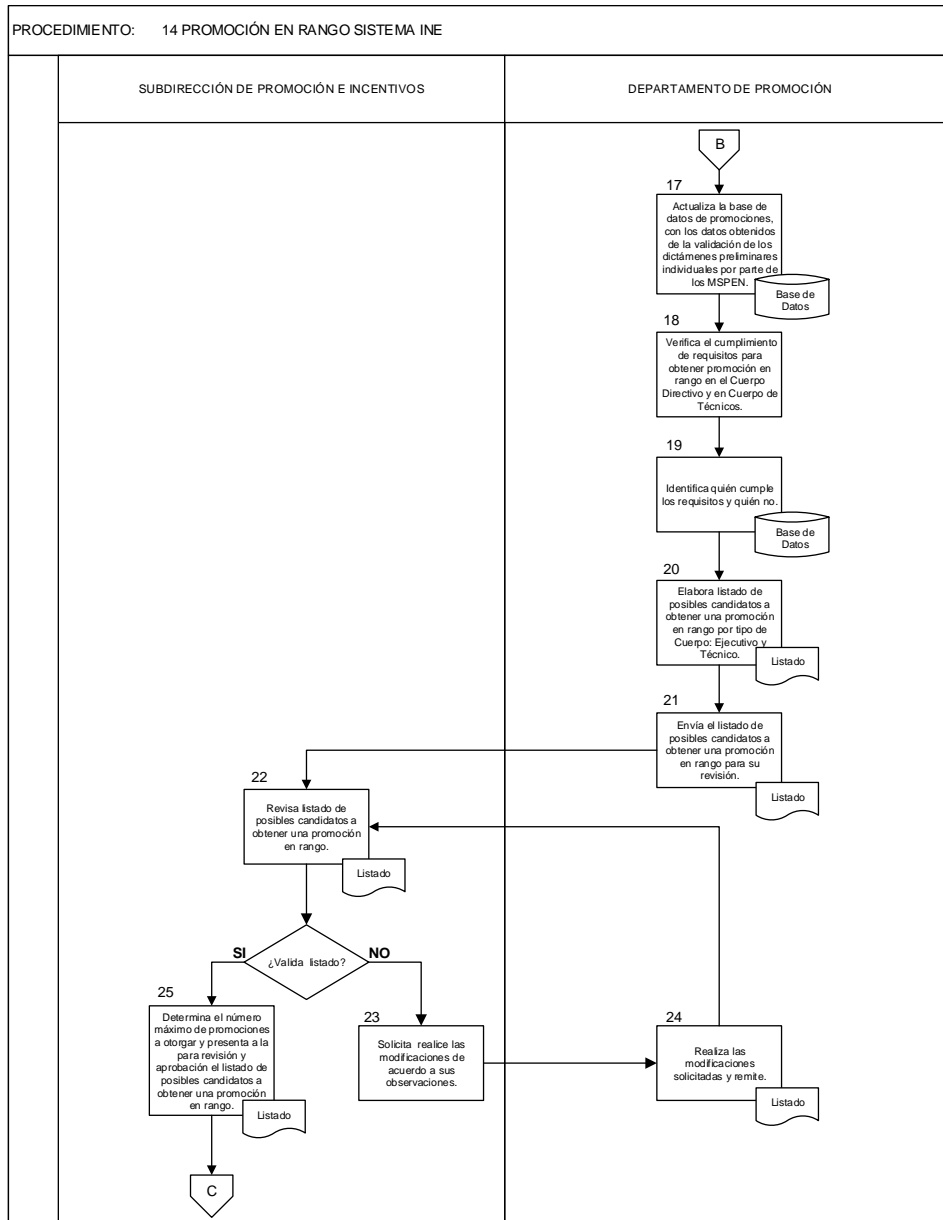 PROCEDIMIENTO: 14 PROMOCIÓN EN RANGO SISTEMA INE
SUBDIRECCIÓN DE PROMOCIÓN E INCENTIVOS
DEPARTAMENTO DE PROMOCIÓN
B
17
Actualiza la base de
datos de promociones,
con los datos obtenidos
de la validación de los
dictámenes preliminares
individuales por parte de
los MSPEN.
Base de
Datos
18
Verifica el cumplimiento
de requisitos para
obtener promoción en
rango en el Cuerpo
Directivo y en Cuerpo de
Técnicos.
19
Identifica quién cumple
los requisitos y quién no.
Base de
Datos
20
Elabora listado de
posibles candidatos a
obtener una promoción
en rango por tipo de
Cuerpo: Ejecutivo y
Técnico.
Listado
21
Envía el listado de
posibles candidatos a
obtener una promoción
en rango para su
revisión.
Listado
22
Revisa listado de
posibles candidatos a
obtener una promoción
en rango.
Listado
¿Valida listado?
SI
NO
25
Determina el número
máximo de promociones
a otorgar y presenta a la
para revisión y
aprobación el listado de
posibles candidatos a
obtener una promoción
en rango.
Listado
23
Solicita realice las
modificaciones de
acuerdo a sus
observaciones.
24
Realiza las
modificaciones
solicitadas y remite.
Listado
C